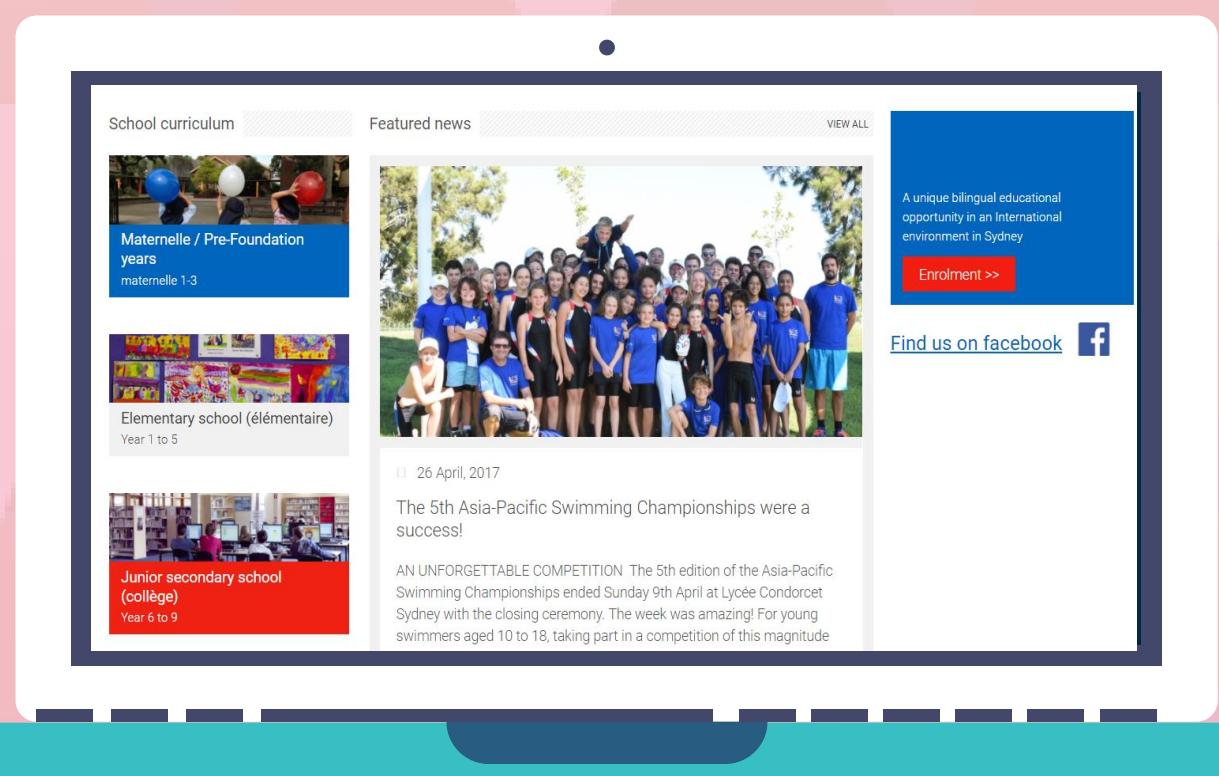 School curriculum
Maternelle / Pre-Foundation
years
maternelle 1-3
Elementary school (élémentaire)
Year 1 to 5
Junior secondary school
(collège)
Year 6 to 9
Featured news
VIEW ALL
26 April, 2017
The 5th Asia-Pacific Swimming Championships were a
success!
AN UNFORGETTABLE COMPETITION  The 5th edition of the Asia-Pacific
Swimming Championships ended Sunday 9th April at Lycée Condorcet
Sydney with the closing ceremony. The week was amazing! For young
swimmers aged 10 to 18, taking part in a competition of this magnitude
A unique bilingual educational
opportunity in an International
environment in Sydney
Enrolment >>
Find us on facebook